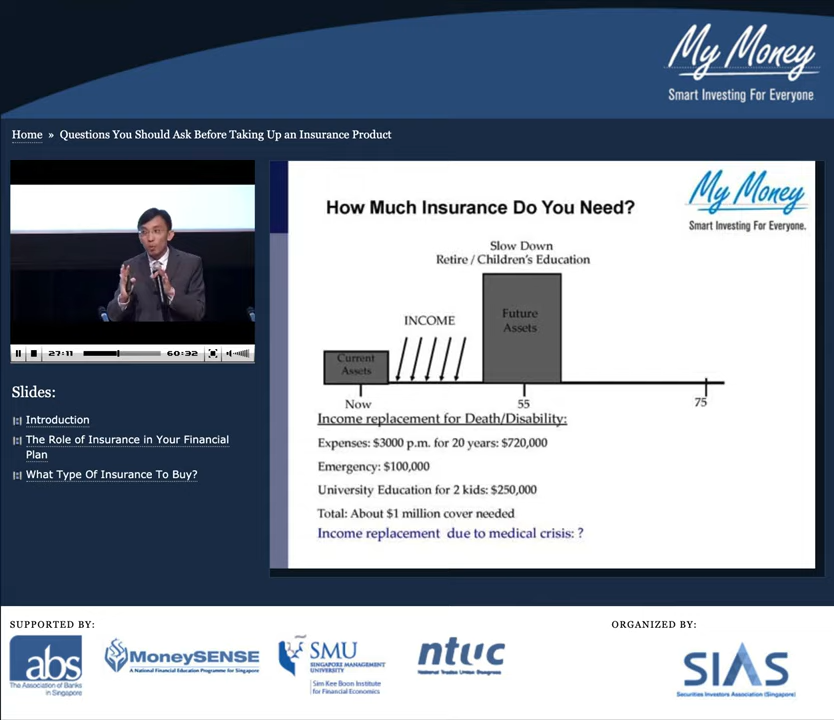 My Money
Smart Investing For Everyone
Home » Questions You Should Ask Before Taking Up an Insurance Product
27:11
60:32
Slides:
Introduction
The Role of Insurance in Your Financial
Plan
What Type Of Insurance To Buy?
How Much Insurance Do You Need?
My Money
Smart Investing For Everyone.
Slow Down
Retire / Children's Education
INCOME
Future
Assets
Current
Assets
Now
55
75
Income replacement for Death/Disability:
Expenses: $3000 p.m. for 20 years: $720,000
Emergency: $100,000
University Education for 2 kids: $250,000
Total: About $1 million cover needed
Income replacement due to medical crisis: ?
SUPPORTED BY:
abs
The Association of Banks
in Singapore
MoneySENSE
A National Financial Education Programme for Singapore
SMU
SINGAPORE MANAGEMENT
UNIVERSITY
Sim Kee Boon Institute
for Financial Economics
ntuc
National Trades Union Congress
ORGANIZED BY:
SIAS
Securities Investors Association (Singapore)